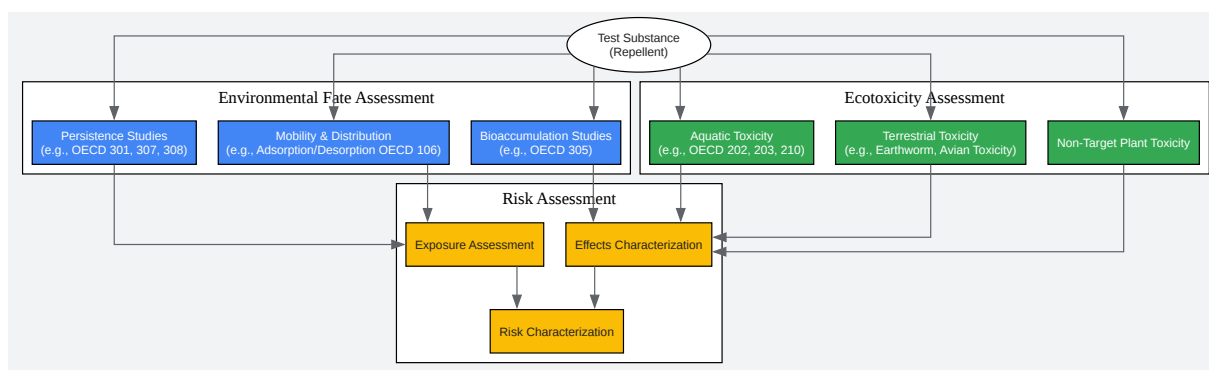 Test Substance
(Repellent)
Environmental Fate Assessment
Ecotoxicity Assessment
Persistence Studies
(e.g., OECD 301, 307, 308)
Mobility & Distribution
(e.g., Adsorption/Desorption OECD 106)
Bioaccumulation Studies
(e.g., OECD 305)
Aquatic Toxicity
(e.g., OECD 202, 203, 210)
Terrestrial Toxicity
(e.g., Earthworm, Avian Toxicity)
Non-Target Plant Toxicity
Risk Assessment
Exposure Assessment
Effects Characterization
Risk Characterization